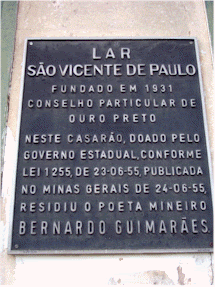 LAR
SÃO VICENTE DE PAULO
FUNDADO EM 1931
CONSELHO PARTICULAR DE
OURO PRETO
NESTE CASARÃO, DOADO PELO
GOVERNO ESTADUAL, CONFORME
LEI 1255, DE 23-06-55, PUBLICADA
NO MINAS GERAIS DE 24-06-55,
RESIDIU O POETA MINEIRO
BERNARDO GUIMARÃES.